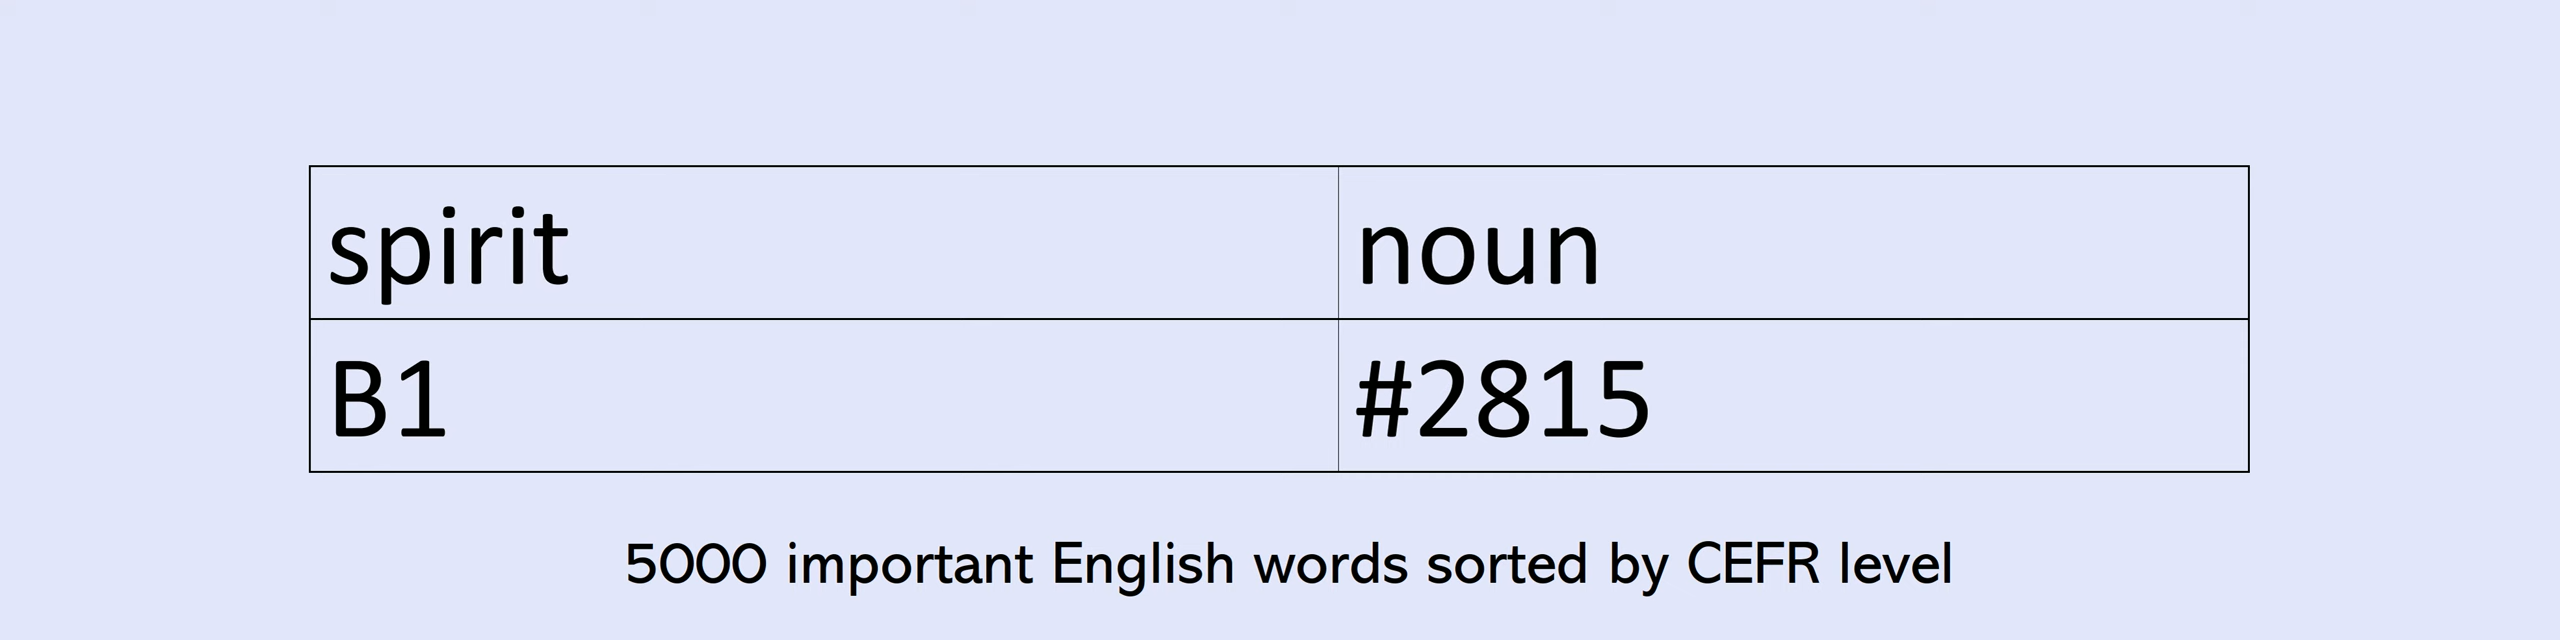 spirit noun
B1 #2815
5000 important English words sorted by CEFR level